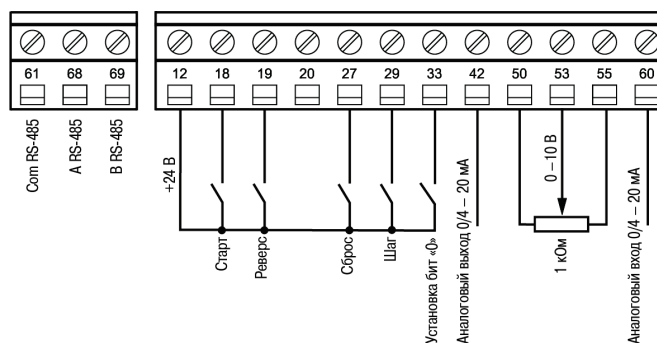 61 68 69
12 18 19 20 27 29 33 42 50 53 55 60
Com RS-485
A RS-485
B RS-485
+24 В
Старт
Реверс
Сброс
Шаг
Установка бит «0»
Аналоговый выход 0/4 – 20 мА
0 –10 В
1 кОм
Аналоговый вход 0/4 – 20 мА